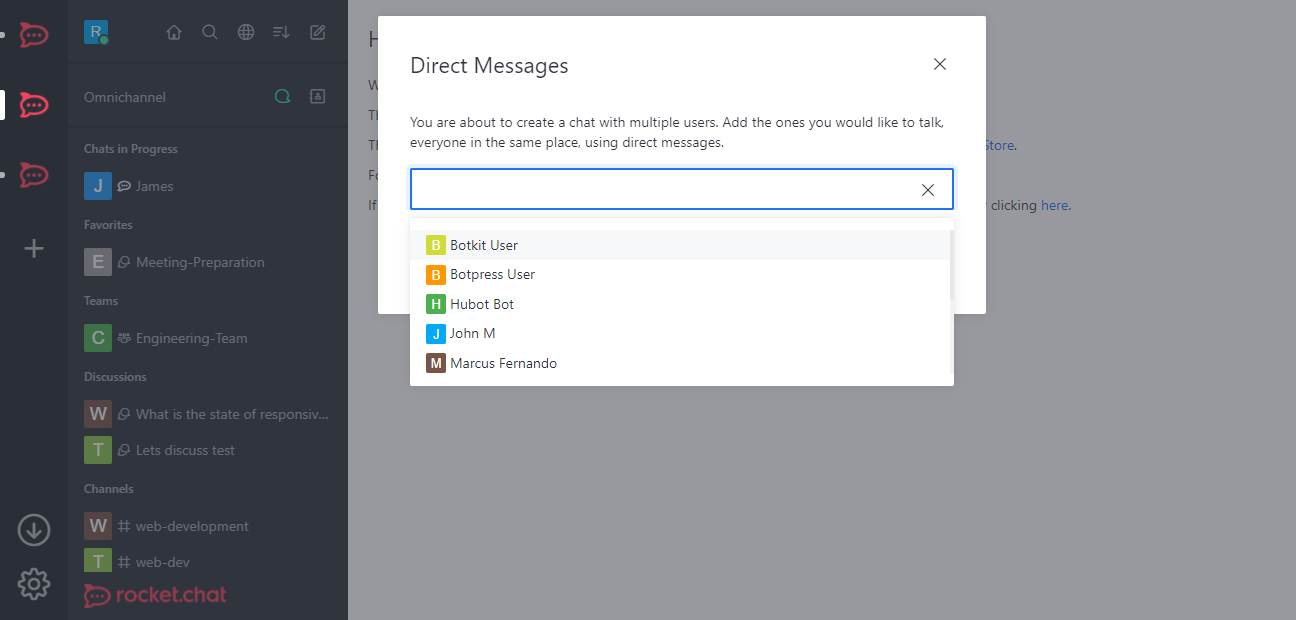 R
Omnichannel
Chats in Progress
J James
Favorites
E Meeting-Preparation
Teams
C Engineering-Team
Discussions
W What is the state of responsiv...
T Lets discuss test
Channels
W web-development
T web-dev
rocket.chat
Direct Messages
You are about to create a chat with multiple users. Add the ones you would like to talk,
everyone in the same place, using direct messages.
B Botkit User
B Botpress User
H Hubot Bot
J John M
M Marcus Fernando
H
W
Store.
If
clicking here.